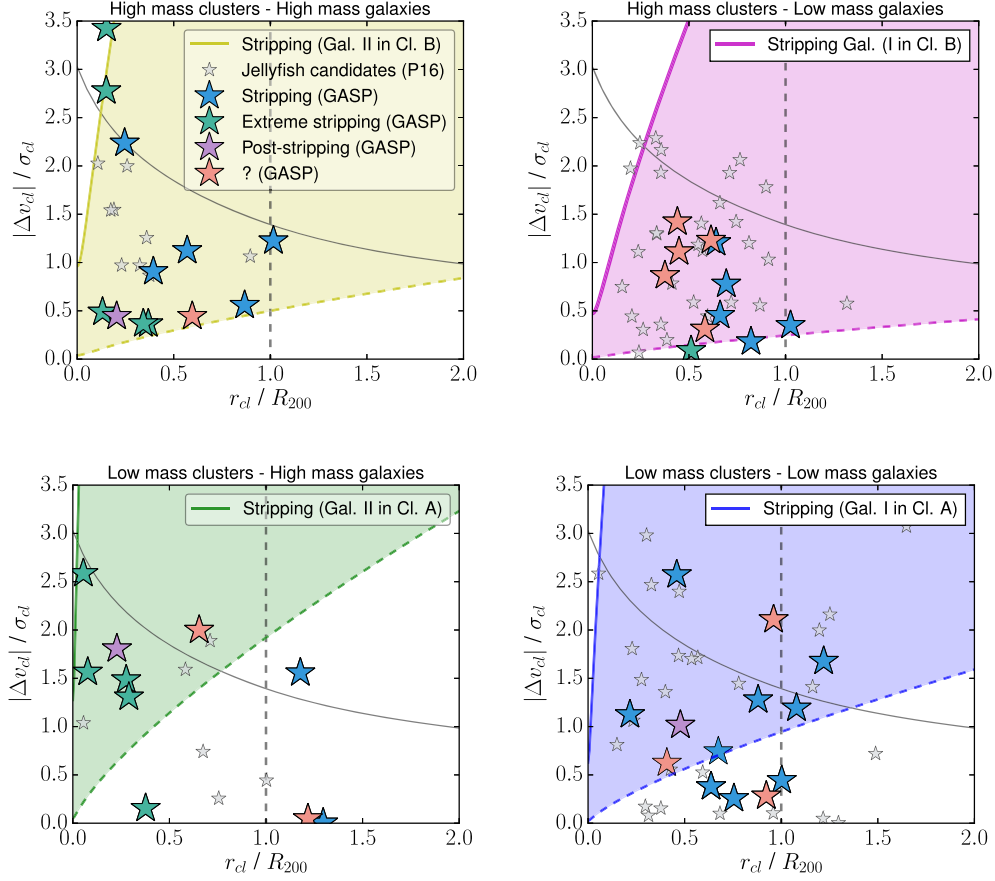 High mass clusters - High mass galaxies
3.5
3.0
2.5
2.0
1.5
1.0
0.5
0.0
|Δv_cl| / σ_cl
Stripping (Gal. II in Cl. B)
Jellyfish candidates (P16)
Stripping (GASP)
Extreme stripping (GASP)
Post-stripping (GASP)
? (GASP)
0.0 0.5 1.0 1.5 2.0
r_cl / R_200
High mass clusters - Low mass galaxies
3.5
3.0
2.5
2.0
1.5
1.0
0.5
0.0
|Δv_cl| / σ_cl
Stripping Gal. (I in Cl. B)
0.0 0.5 1.0 1.5 2.0
r_cl / R_200
Low mass clusters - High mass galaxies
3.5
3.0
2.5
2.0
1.5
1.0
0.5
0.0
|Δv_cl| / σ_cl
Stripping (Gal. II in Cl. A)
0.0 0.5 1.0 1.5 2.0
r_cl / R_200
Low mass clusters - Low mass galaxies
3.5
3.0
2.5
2.0
1.5
1.0
0.5
0.0
|Δv_cl| / σ_cl
Stripping (Gal. I in Cl. A)
0.0 0.5 1.0 1.5 2.0
r_cl / R_200